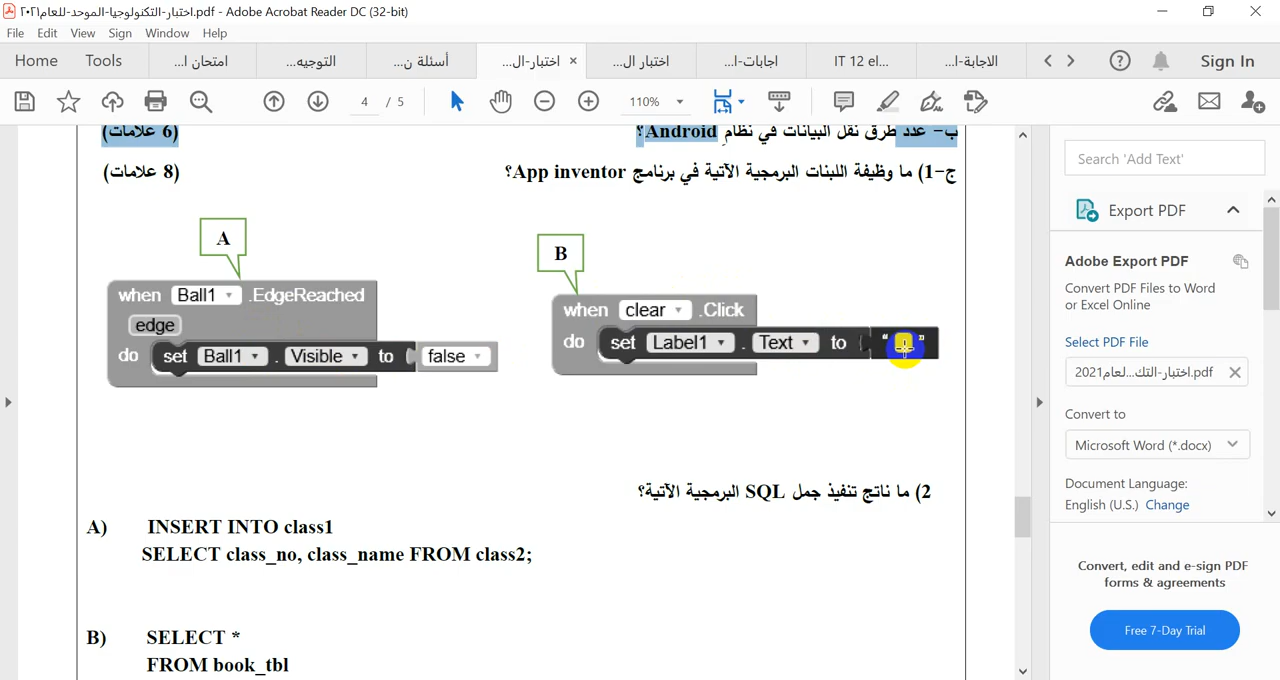 اختبار-التكنولوجيا-الموحد-للعام٢٠٢١.pdf - Adobe Acrobat Reader DC (32-bit)
File Edit View Sign Window Help
Home Tools امتحان ا... التوجيه... أسئلة ن... اختبار-ال... × اختبار ال... اجابات-ا... IT 12 el... الاجابة-ا... Sign In
4 / 5 110%
ب- عدد طرق نقل البيانات في نظام Android؟ (6 علامات)
ج-1) ما وظيفة اللبنات البرمجية الآتية في برنامج App inventor؟ (8 علامات)
A
when Ball1 .EdgeReached
edge
do set Ball1 . Visible to false
B
when clear .Click
do set Label1 . Text to “ ”
2) ما ناتج تنفيذ جمل SQL البرمجية الآتية؟
A) INSERT INTO class1
SELECT class_no, class_name FROM class2;
B) SELECT *
FROM book_tbl
Search 'Add Text'
Export PDF
Adobe Export PDF
Convert PDF Files to Word
or Excel Online
Select PDF File
اختبار-التك...لعام2021.pdf
Convert to
Microsoft Word (*.docx)
Document Language:
English (U.S.) Change
Convert, edit and e-sign PDF
forms & agreements
Free 7-Day Trial